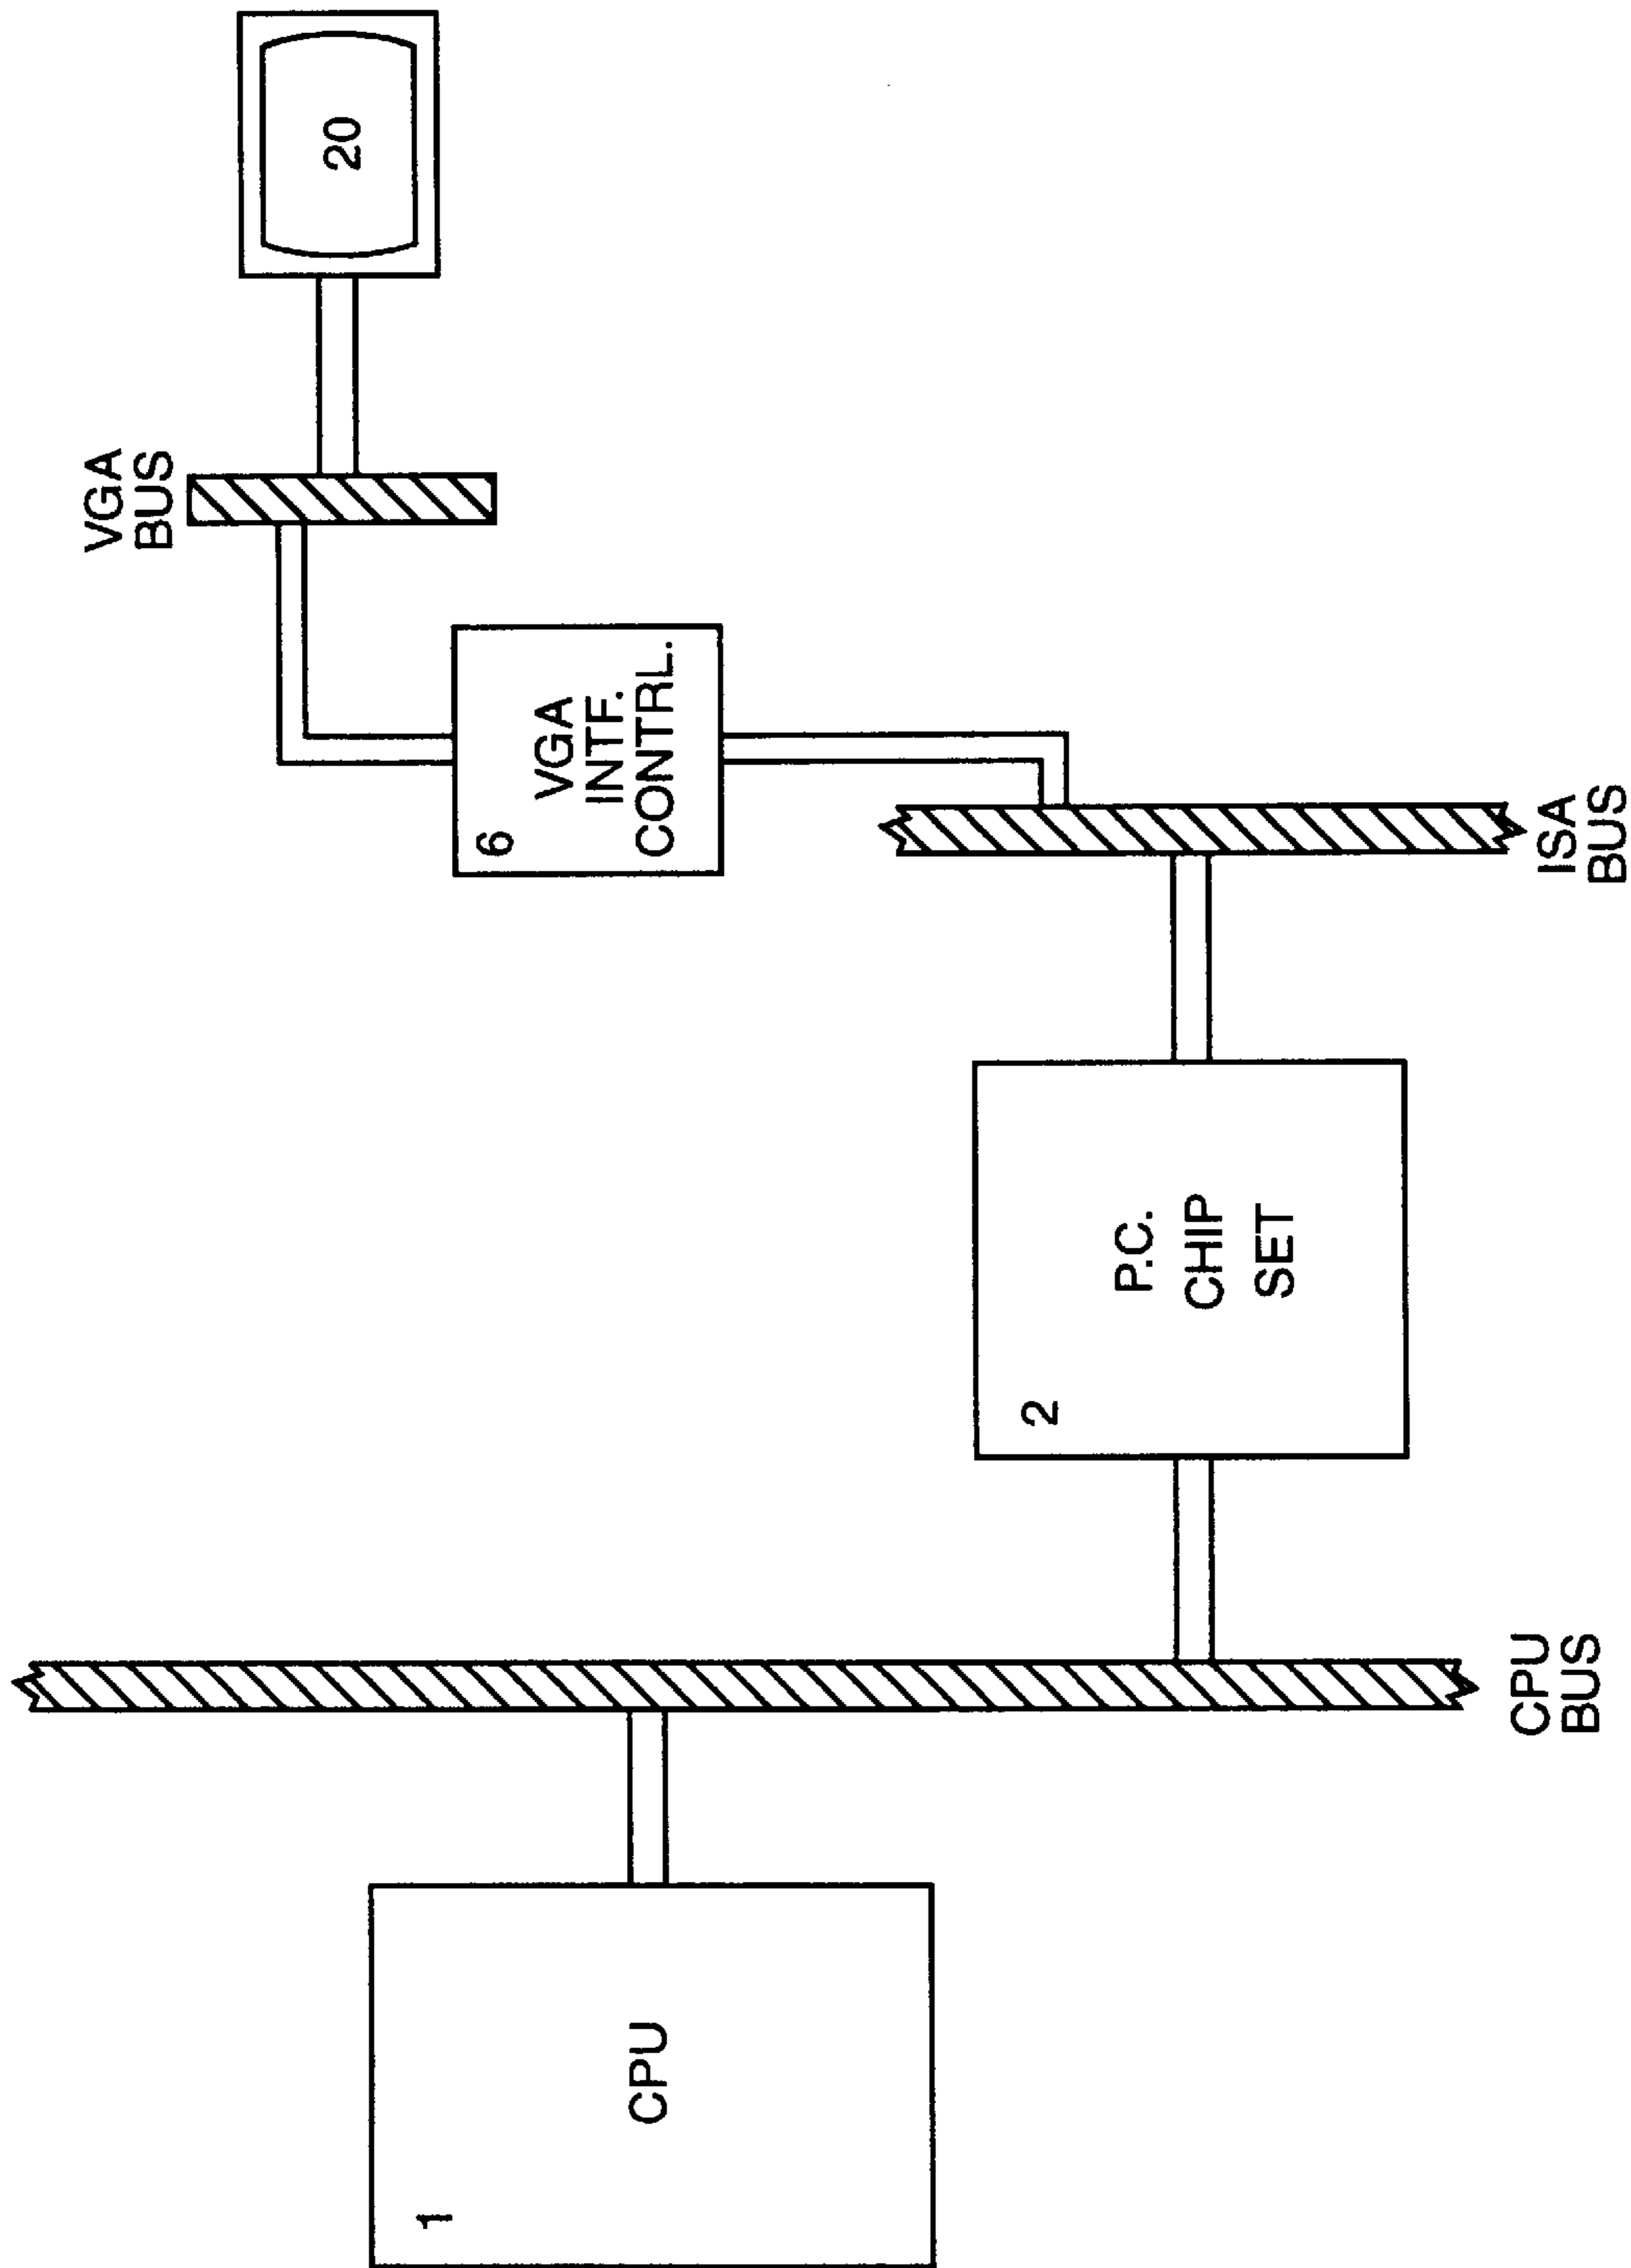 1
CPU
CPU
BUS
2
P.C.
CHIP
SET
ISA
BUS
6
VGA
INTF.
CONTRL.
VGA
BUS
20